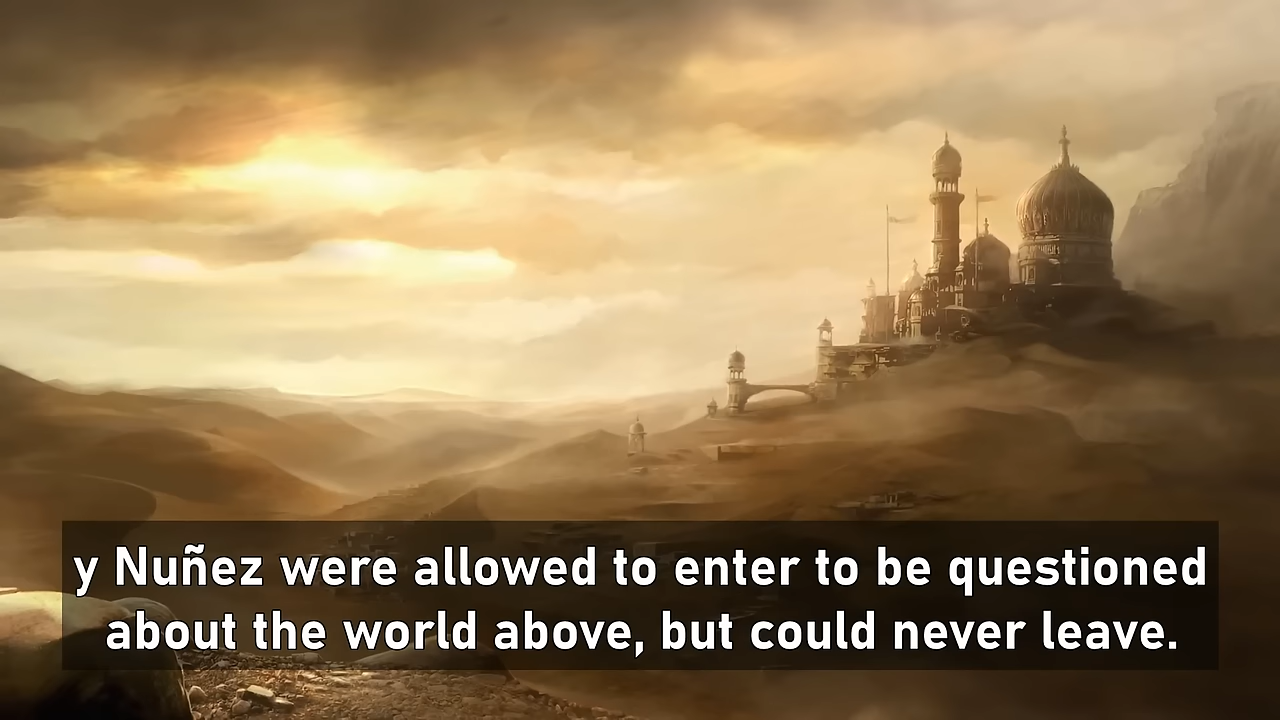 y Nuñez were allowed to enter to be questioned
about the world above, but could never leave.